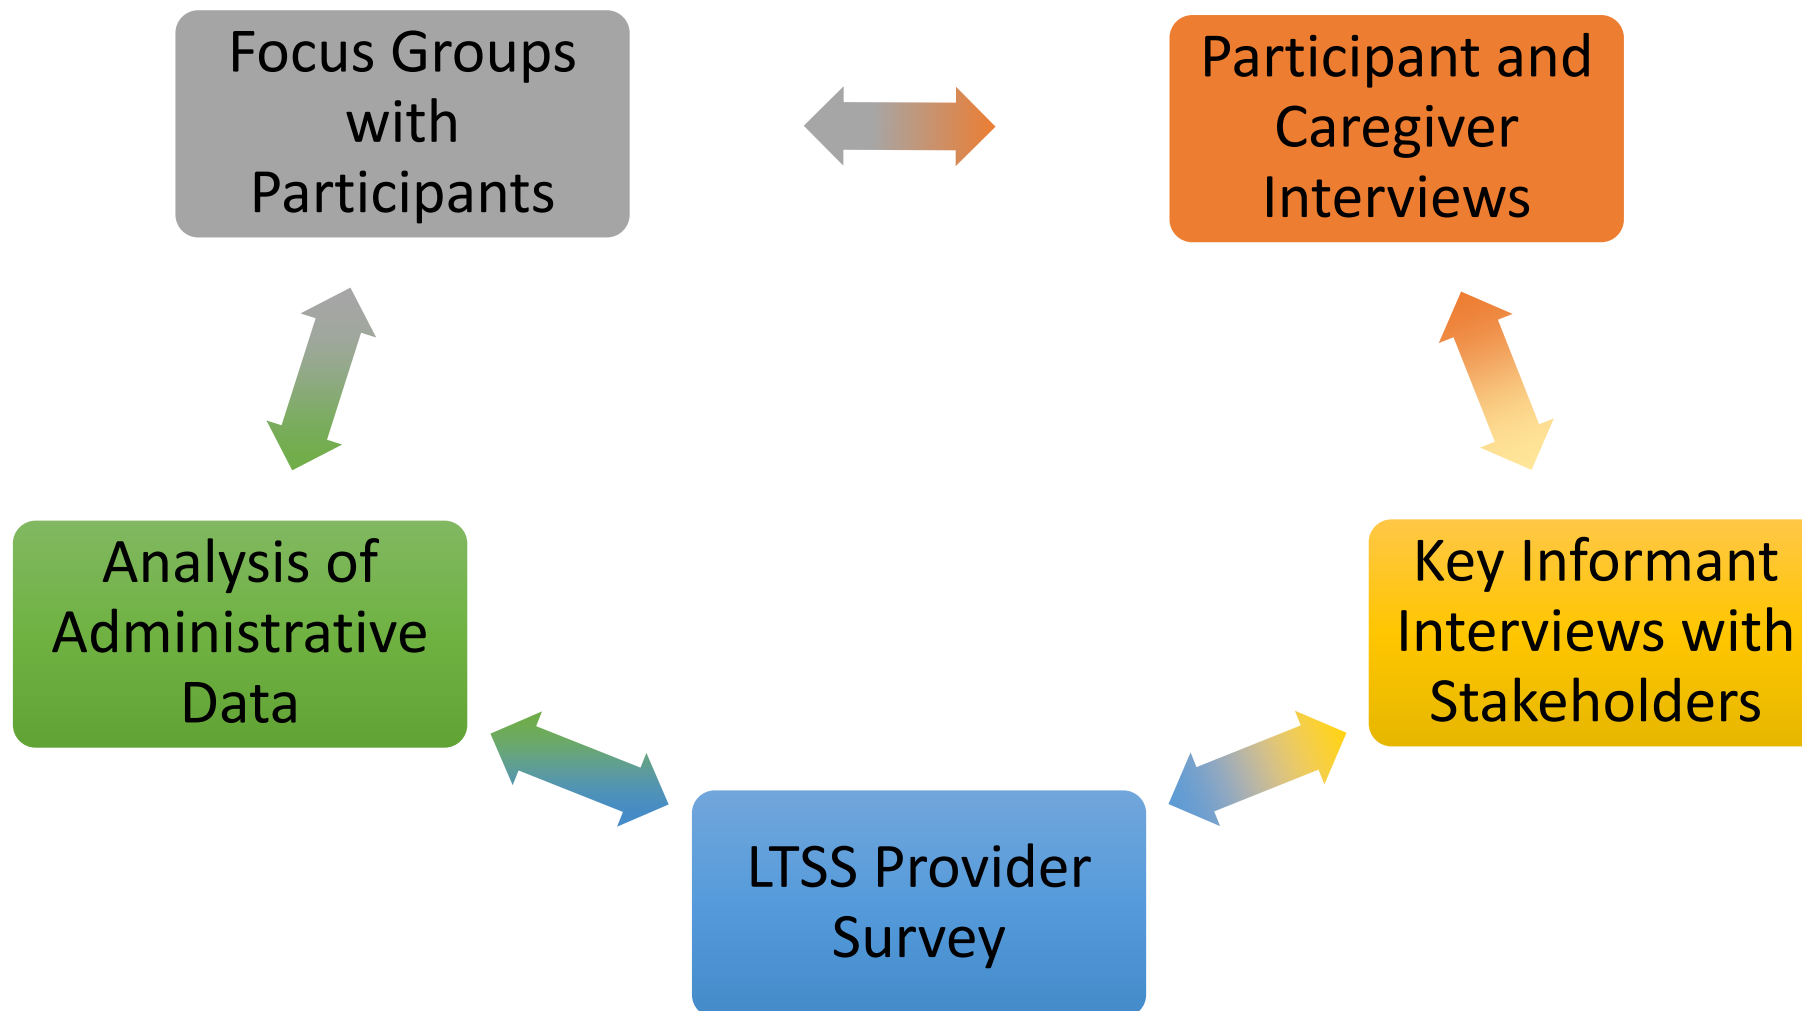 Focus Groups
with
Participants
Participant and
Caregiver
Interviews
Analysis of
Administrative
Data
Key Informant
Interviews with
Stakeholders
LTSS Provider
Survey